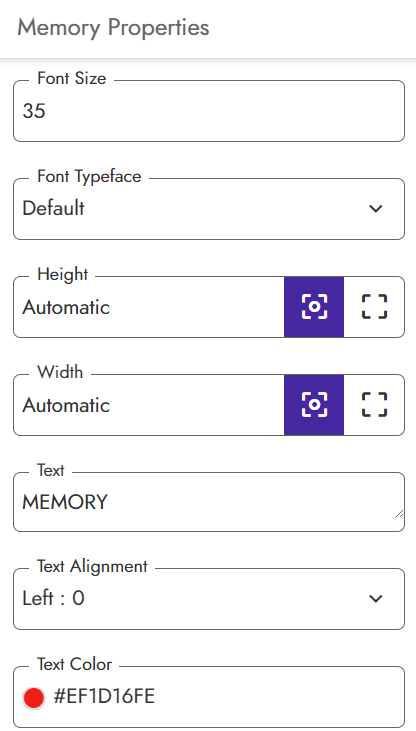 Memory Properties
Font Size
35
Font Typeface
Default
Height
Automatic
Width
Automatic
Text
MEMORY
Text Alignment
Left : 0
Text Color
#EF1D16FE